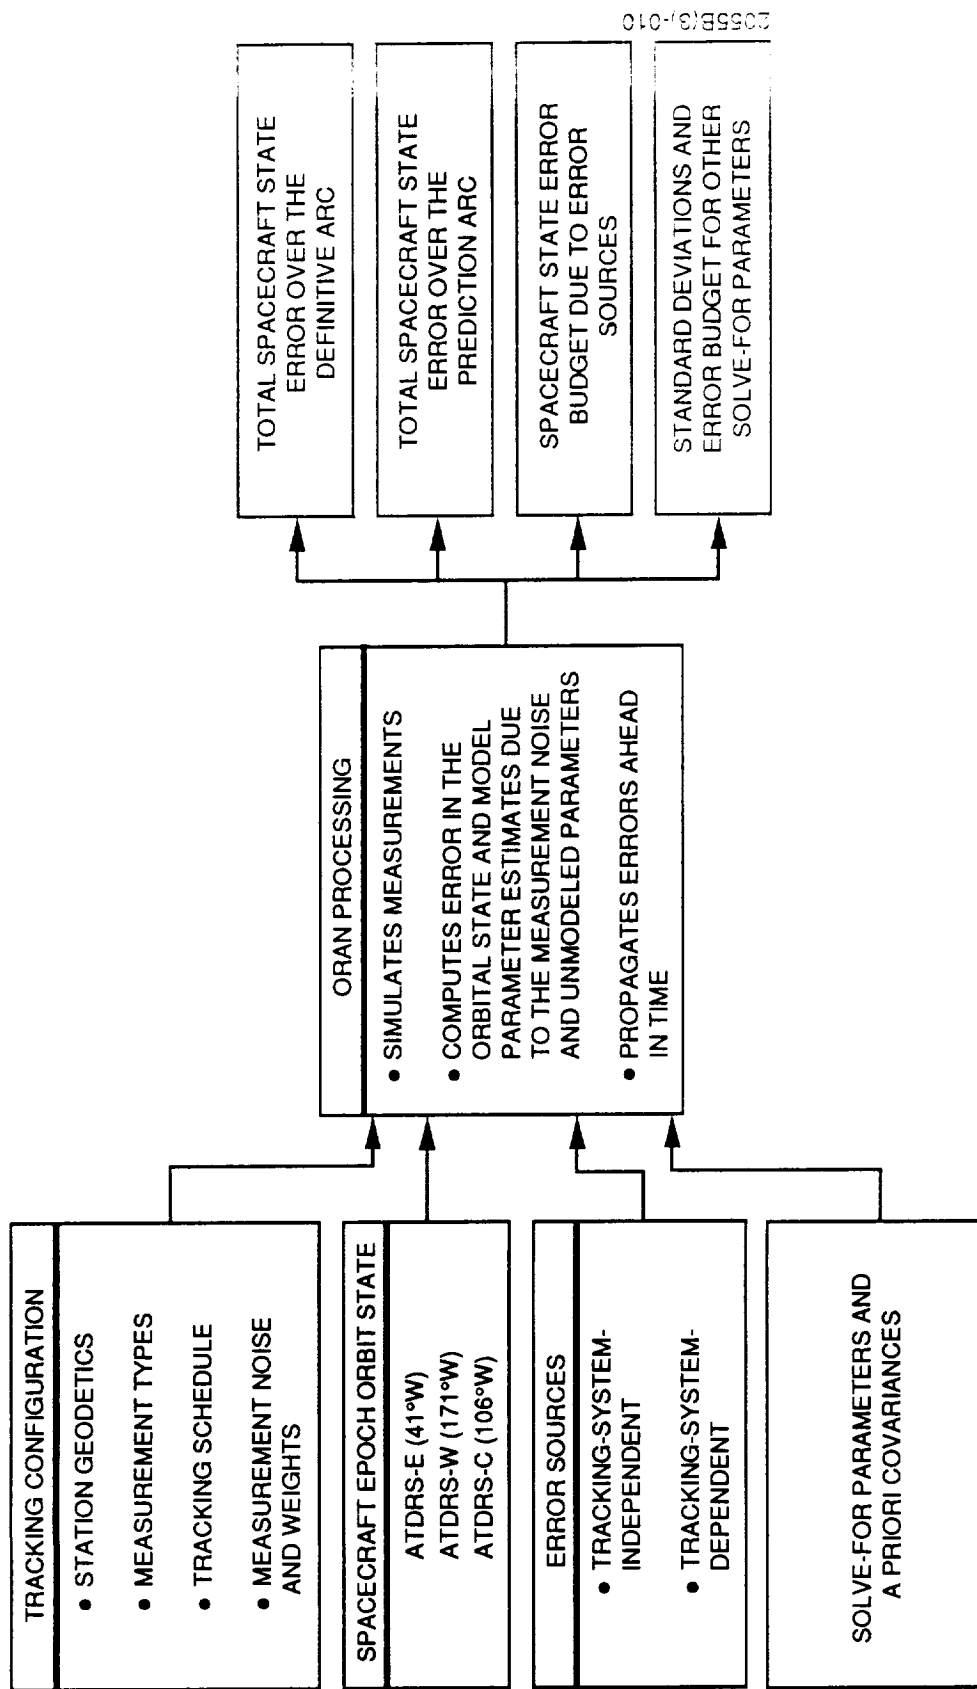 TRACKING CONFIGURATION
• STATION GEODETICS
• MEASUREMENT TYPES
• TRACKING SCHEDULE
• MEASUREMENT NOISE
AND WEIGHTS
SPACECRAFT EPOCH ORBIT STATE
ATDRS-E (41°W)
ATDRS-W (171°W)
ATDRS-C (106°W)
ERROR SOURCES
• TRACKING-SYSTEM-
INDEPENDENT
• TRACKING-SYSTEM-
DEPENDENT
SOLVE-FOR PARAMETERS AND
A PRIORI COVARIANCES
ORAN PROCESSING
• SIMULATES MEASUREMENTS
• COMPUTES ERROR IN THE
ORBITAL STATE AND MODEL
PARAMETER ESTIMATES DUE
TO THE MEASUREMENT NOISE
AND UNMODELED PARAMETERS
• PROPAGATES ERRORS AHEAD
IN TIME
TOTAL SPACECRAFT STATE
ERROR OVER THE
DEFINITIVE ARC
TOTAL SPACECRAFT STATE
ERROR OVER THE
PREDICTION ARC
SPACECRAFT STATE ERROR
BUDGET DUE TO ERROR
SOURCES
STANDARD DEVIATIONS AND
ERROR BUDGET FOR OTHER
SOLVE-FOR PARAMETERS
2055B(3)-010